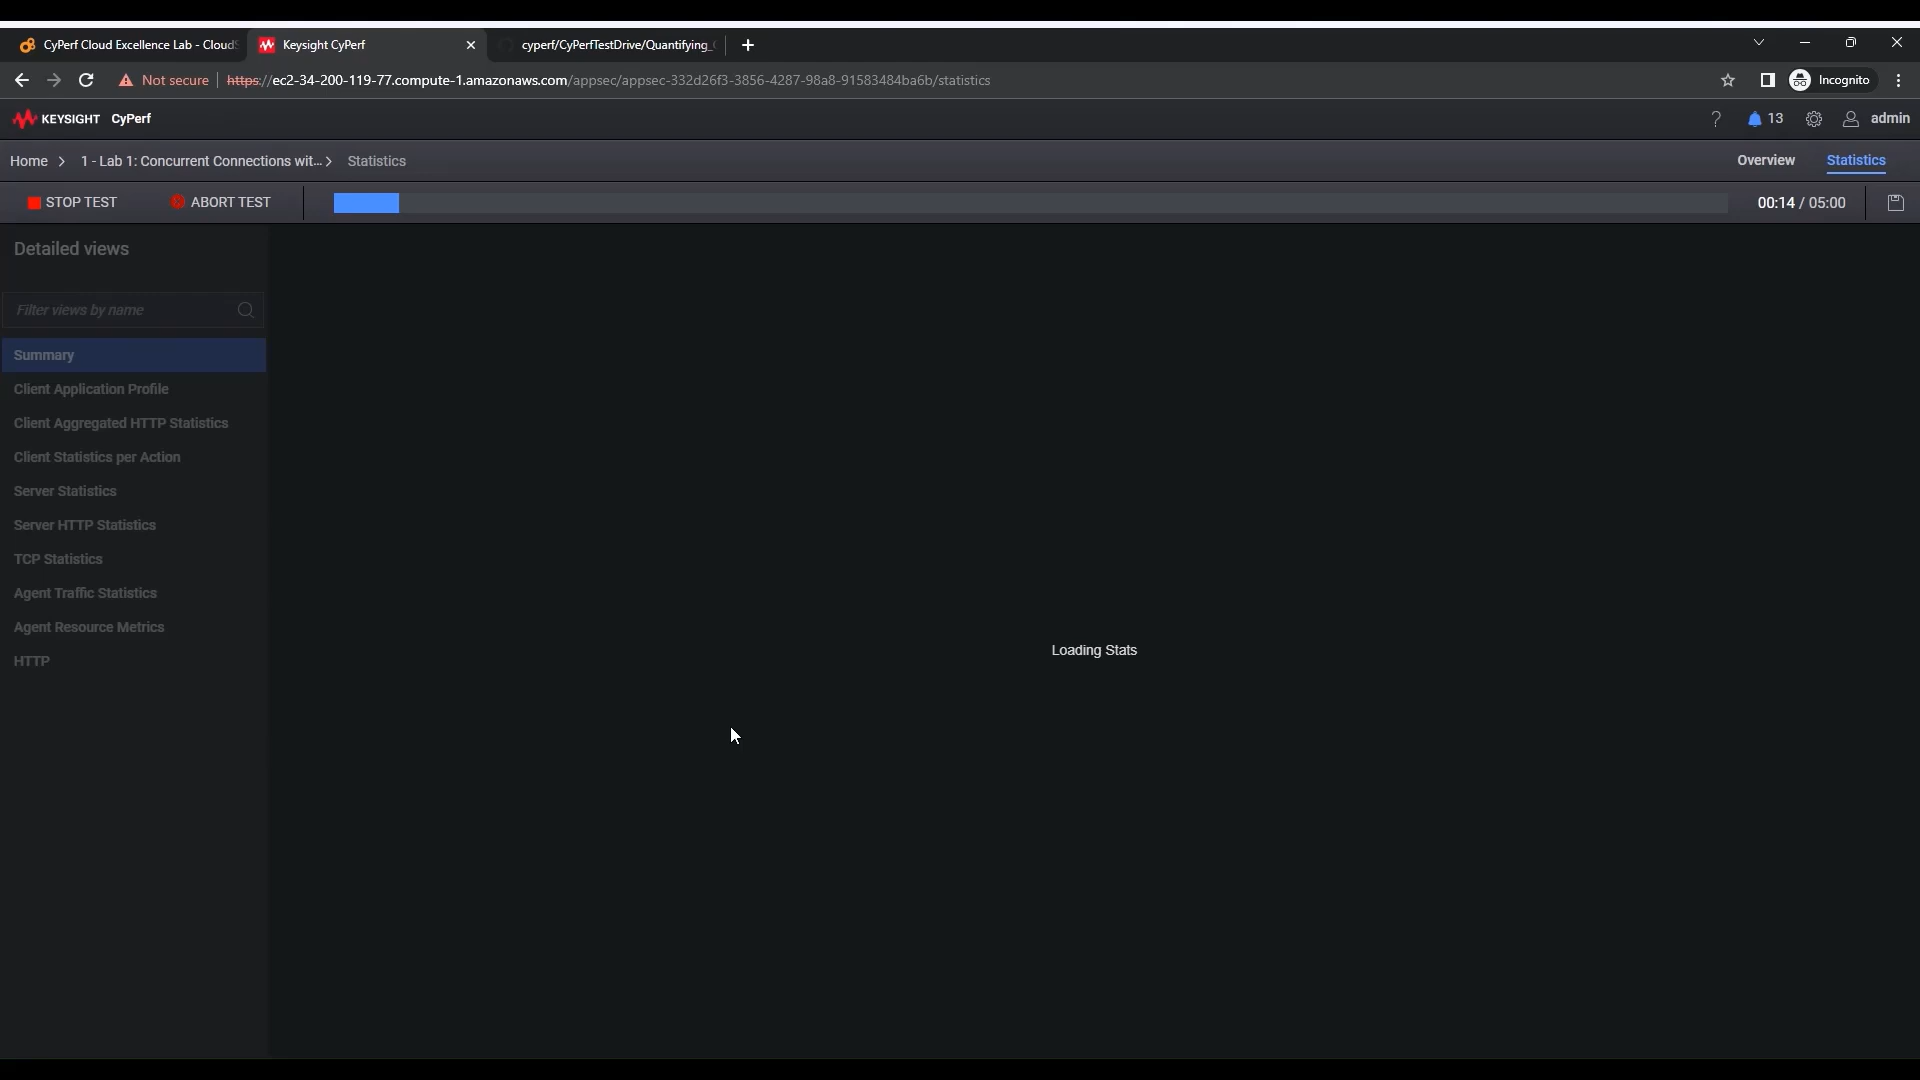 CyPerf Cloud Excellence Lab - CloudS
Keysight CyPerf
cyperf/CyPerfTestDrive/Quantifying_
Not secure
https://ec2-34-200-119-77.compute-1.amazonaws.com/appsec/appsec-332d26f3-3856-4287-98a8-91583484ba6b/statistics
Incognito
KEYSIGHT CyPerf
? 13 admin
Home > 1 - Lab 1: Concurrent Connections wit... > Statistics
Overview Statistics
STOP TEST ABORT TEST 00:14 / 05:00
Detailed views
Filter views by name
Summary
Client Application Profile
Client Aggregated HTTP Statistics
Client Statistics per Action
Server Statistics
Server HTTP Statistics
TCP Statistics
Agent Traffic Statistics
Agent Resource Metrics
HTTP
Loading Stats